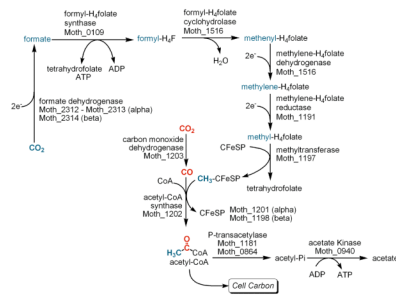 formyl-H4folate
synthase
Moth_0109
formyl-H4folate
cyclohydrolase
Moth_1516
formate
formyl-H4F
methenyl-H4folate
tetrahydrofolate
ATP
ADP
H2O
2e-
methylene-H4folate
dehydrogenase
Moth_1516
methylene-H4folate
2e-
formate dehydrogenase
Moth_2312 - Moth_2313 (alpha)
Moth_2314 (beta)
2e-
methylene-H4folate
reductase
Moth_1191
CO2
CO2
methyl-H4folate
carbon monoxide
dehydrogenase
Moth_1203
CFeSP
methyltransferase
Moth_1197
CO
CH3-CFeSP
CoA
tetrahydrofolate
acetyl-CoA
synthase
Moth_1202
CFeSP
Moth_1201 (alpha)
Moth_1198 (beta)
O
H3C
C
CoA
acetyl-CoA
P-transacetylase
Moth_1181
Moth_0864
acetyl-Pi
acetate Kinase
Moth_0940
acetate
ADP
ATP
Cell Carbon